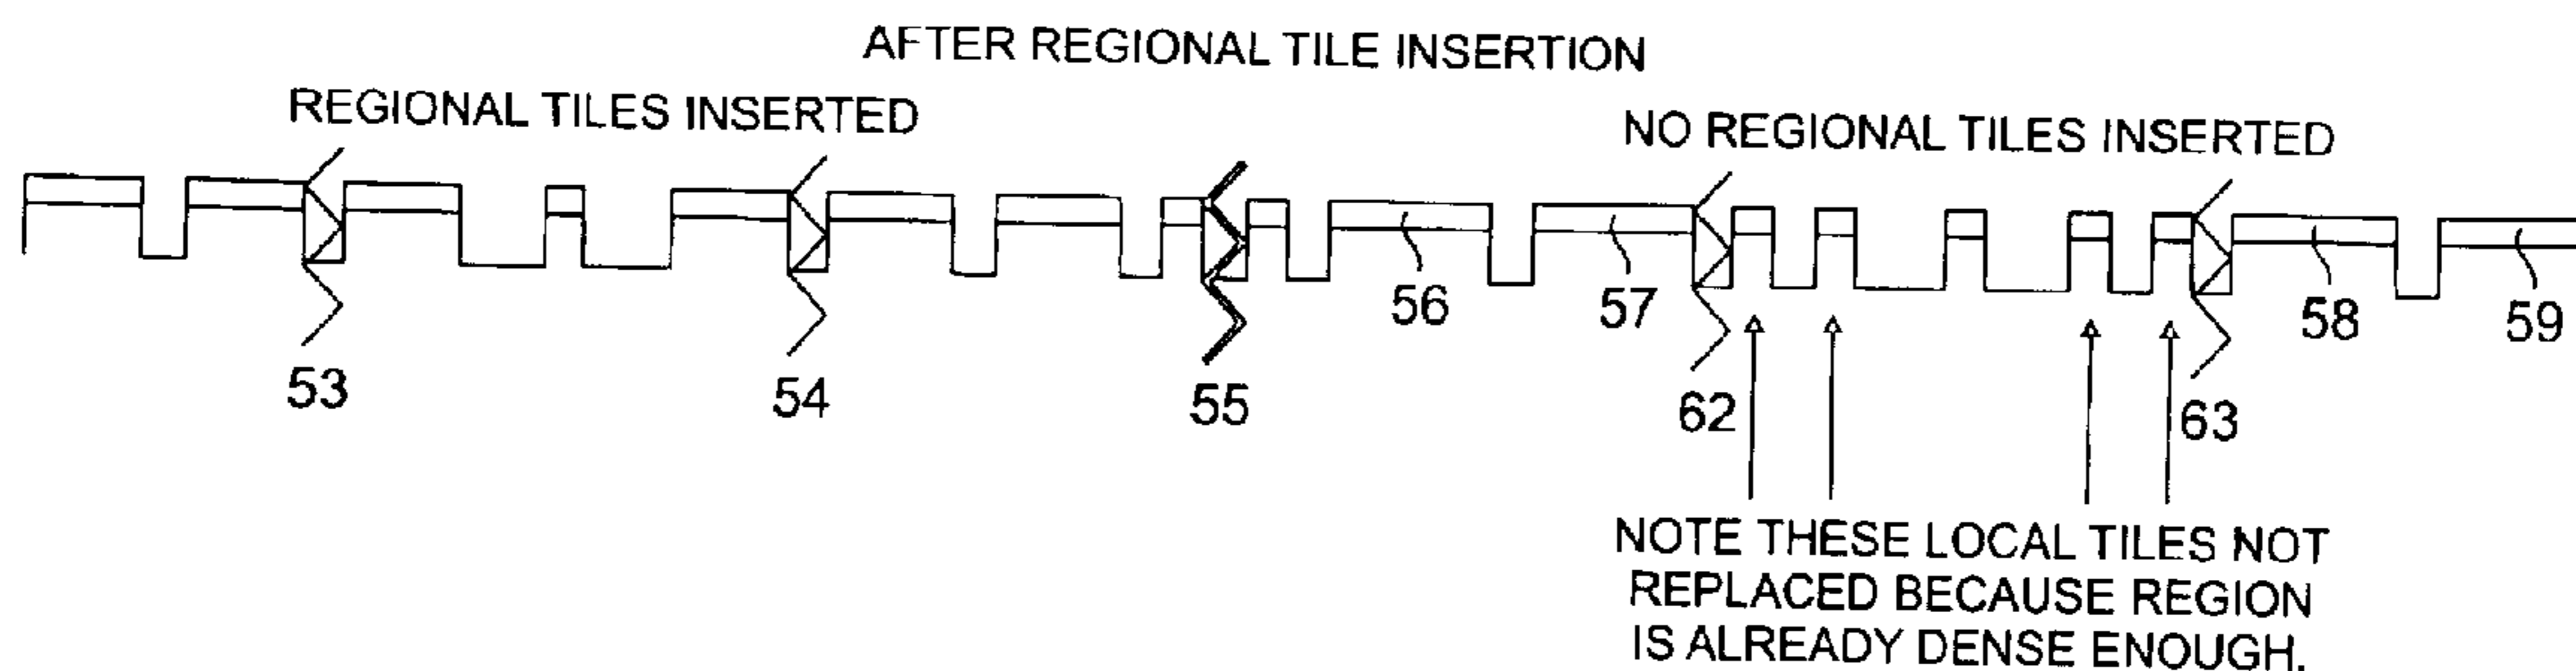 AFTER REGIONAL TILE INSERTION
REGIONAL TILES INSERTED
NO REGIONAL TILES INSERTED
53
54
55
56
57
62
63
58
59
NOTE THESE LOCAL TILES NOT
REPLACED BECAUSE REGION
IS ALREADY DENSE ENOUGH.